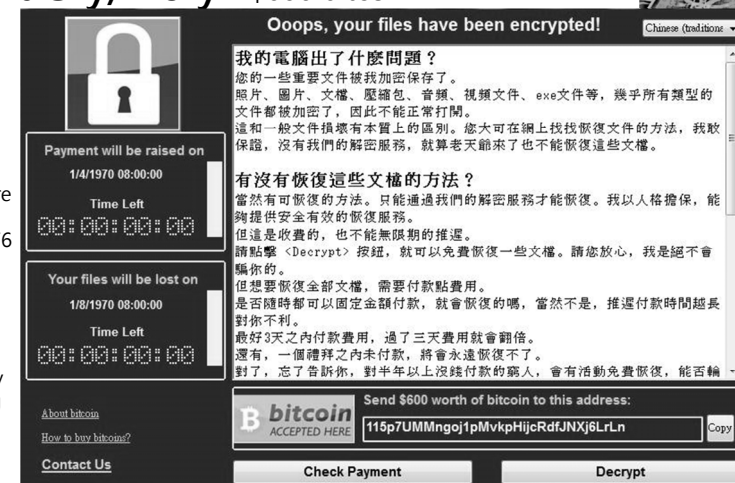 Ooops, your files have been encrypted!
Chinese (traditiona
我的電腦出了什麼問題？
您的一些重要文件被我加密保存了。
照片、圖片、文檔、壓縮包、音頻、視頻文件、exe文件等，幾乎所有類型的
文件都被加密了，因此不能正常打開。
這和一般文件損壞有本質上的區別。您大可在網上找找恢復文件的方法，我敢
保證，沒有我們的解密服務，就算老天爺來了也不能恢復這些文檔。
有沒有恢復這些文檔的方法？
當然有可恢復的方法。只能通過我們的解密服務才能恢復。我以人格擔保，能
夠提供安全有效的恢復服務。
但這是收費的，也不能無限期的推遲。
請點擊 <Decrypt> 按鈕，就可以免費恢復一些文檔。請您放心，我是絕不會
騙你的。
但想要恢復全部文檔，需要付款點費用。
是否隨時都可以固定金額付款，就會恢復的嗎，當然不是，推遲付款時間越長
對你不利。
最好3天之內付款費用，過了三天費用就會翻倍。
還有，一個禮拜之內未付款，將會永遠恢復不了。
對了，忘了告訴你，對半年以上沒錢付款的窮人，會有活動免費恢復，能否輪
Payment will be raised on
1/4/1970 08:00:00
Time Left
00:00:00:00
Your files will be lost on
1/8/1970 08:00:00
Time Left
00:00:00:00
About bitcoin
How to buy bitcoins?
Contact Us
bitcoin
ACCEPTED HERE
Send $600 worth of bitcoin to this address:
115p7UMMngoj1pMvkpHijcRdfJNXj6LrLn
Copy
Check Payment
Decrypt